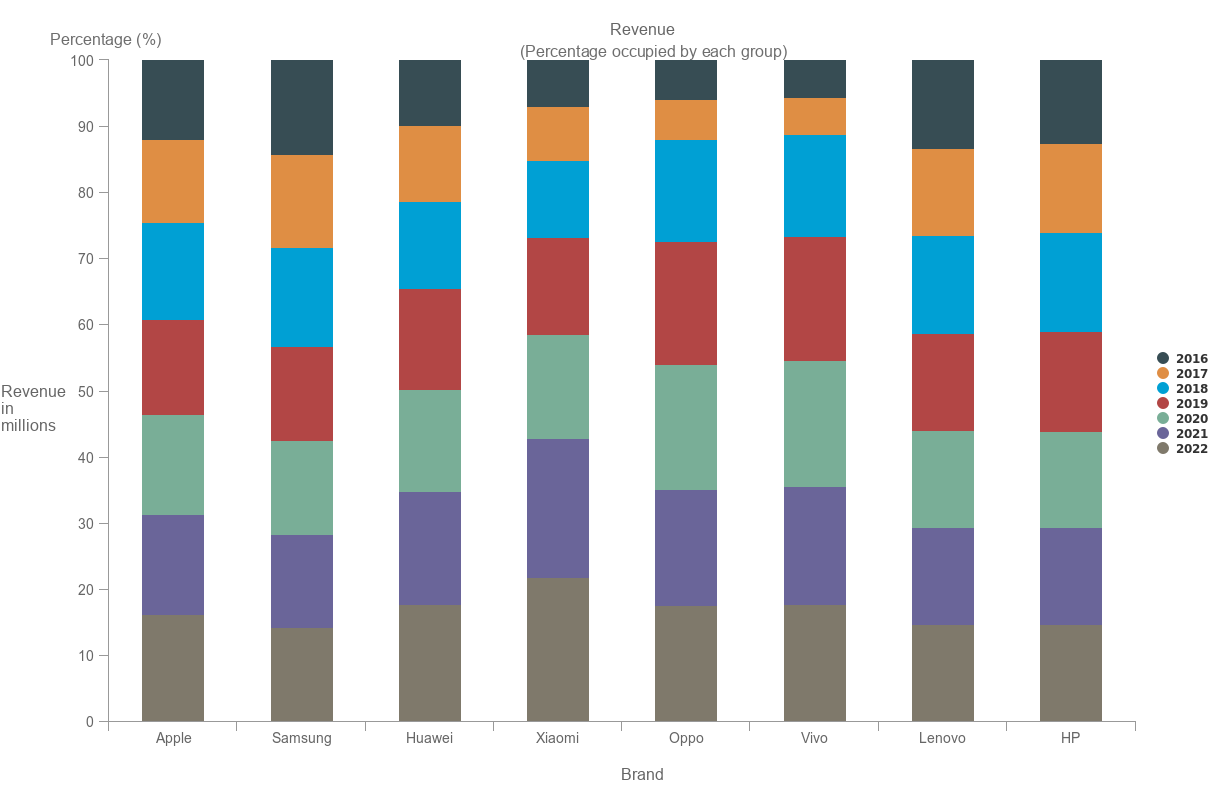 Revenue
(Percentage occupied by each group)
Percentage (%)
100
90
80
70
60
50
40
30
20
10
0
Revenue
in
millions
Apple
Samsung
Huawei
Xiaomi
Oppo
Vivo
Lenovo
HP
Brand
2016
2017
2018
2019
2020
2021
2022